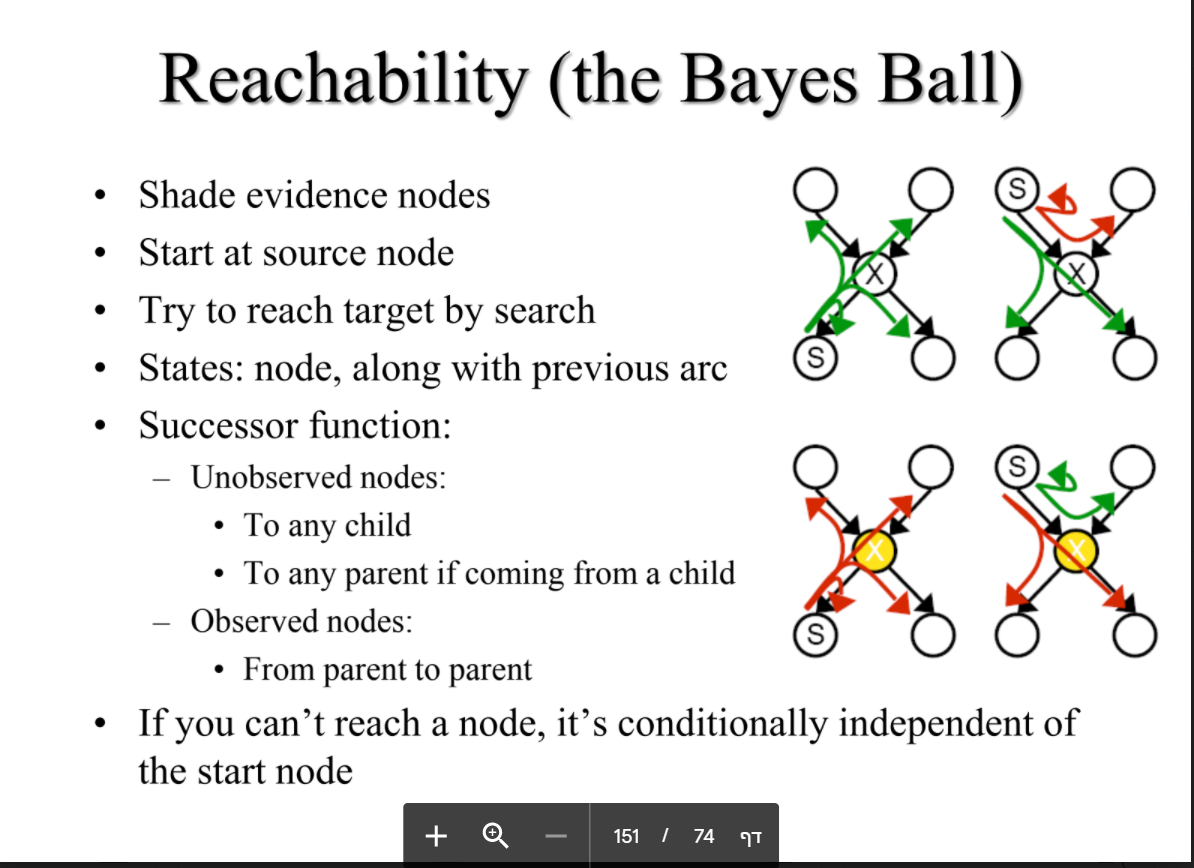 Reachability (the Bayes Ball)
• Shade evidence nodes
• Start at source node
• Try to reach target by search
• States: node, along with previous arc
• Successor function:
– Unobserved nodes:
• To any child
• To any parent if coming from a child
– Observed nodes:
• From parent to parent
• If you can’t reach a node, it’s conditionally independent of
the start node
X
S
S
X
X
S
S
X
דף 74 / 151